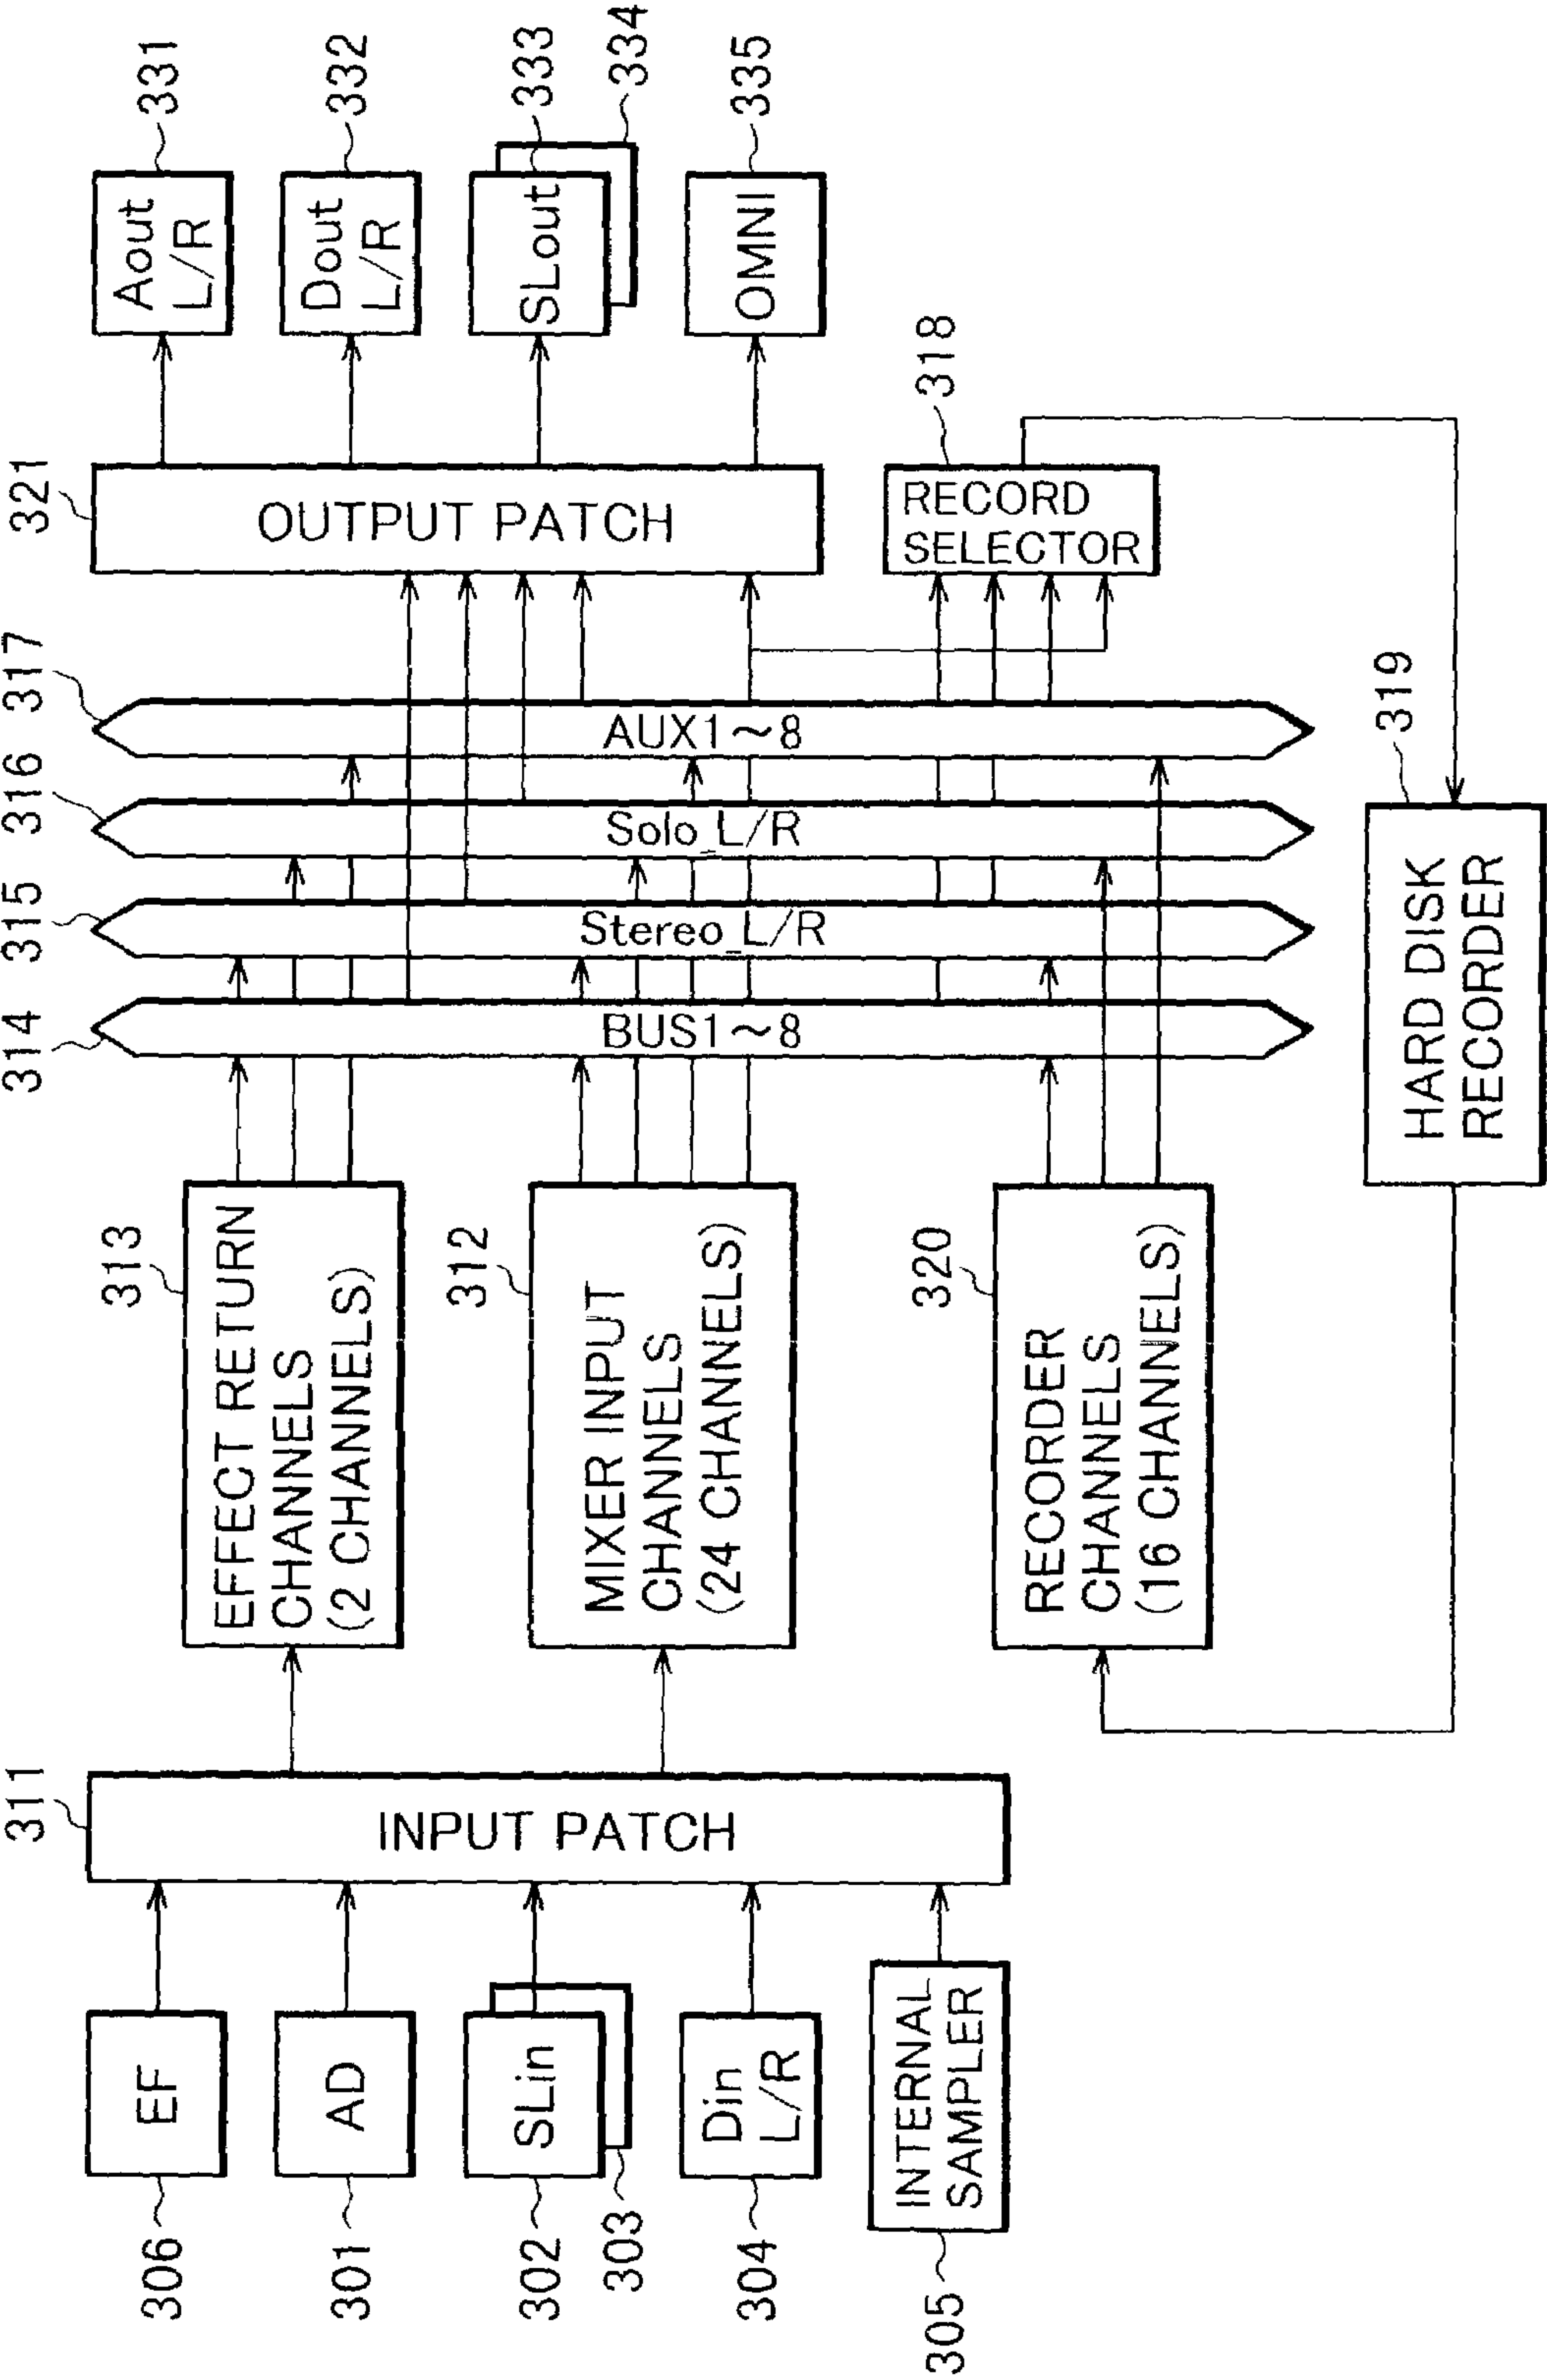 306
EF
301
AD
302
SLin
303
304
Din
L/R
305
INTERNAL
SAMPLER
311
INPUT PATCH
313
EFFECT RETURN
CHANNELS
(2 CHANNELS)
312
MIXER INPUT
CHANNELS
(24 CHANNELS)
320
RECORDER
CHANNELS
(16 CHANNELS)
314
BUS1~8
315
Stereo_L/R
316
Solo_L/R
317
AUX1~8
319
HARD DISK
RECORDER
321
OUTPUT PATCH
318
RECORD
SELECTOR
Aout
L/R
331
Dout
L/R
332
SLout
333
334
OMNI
335